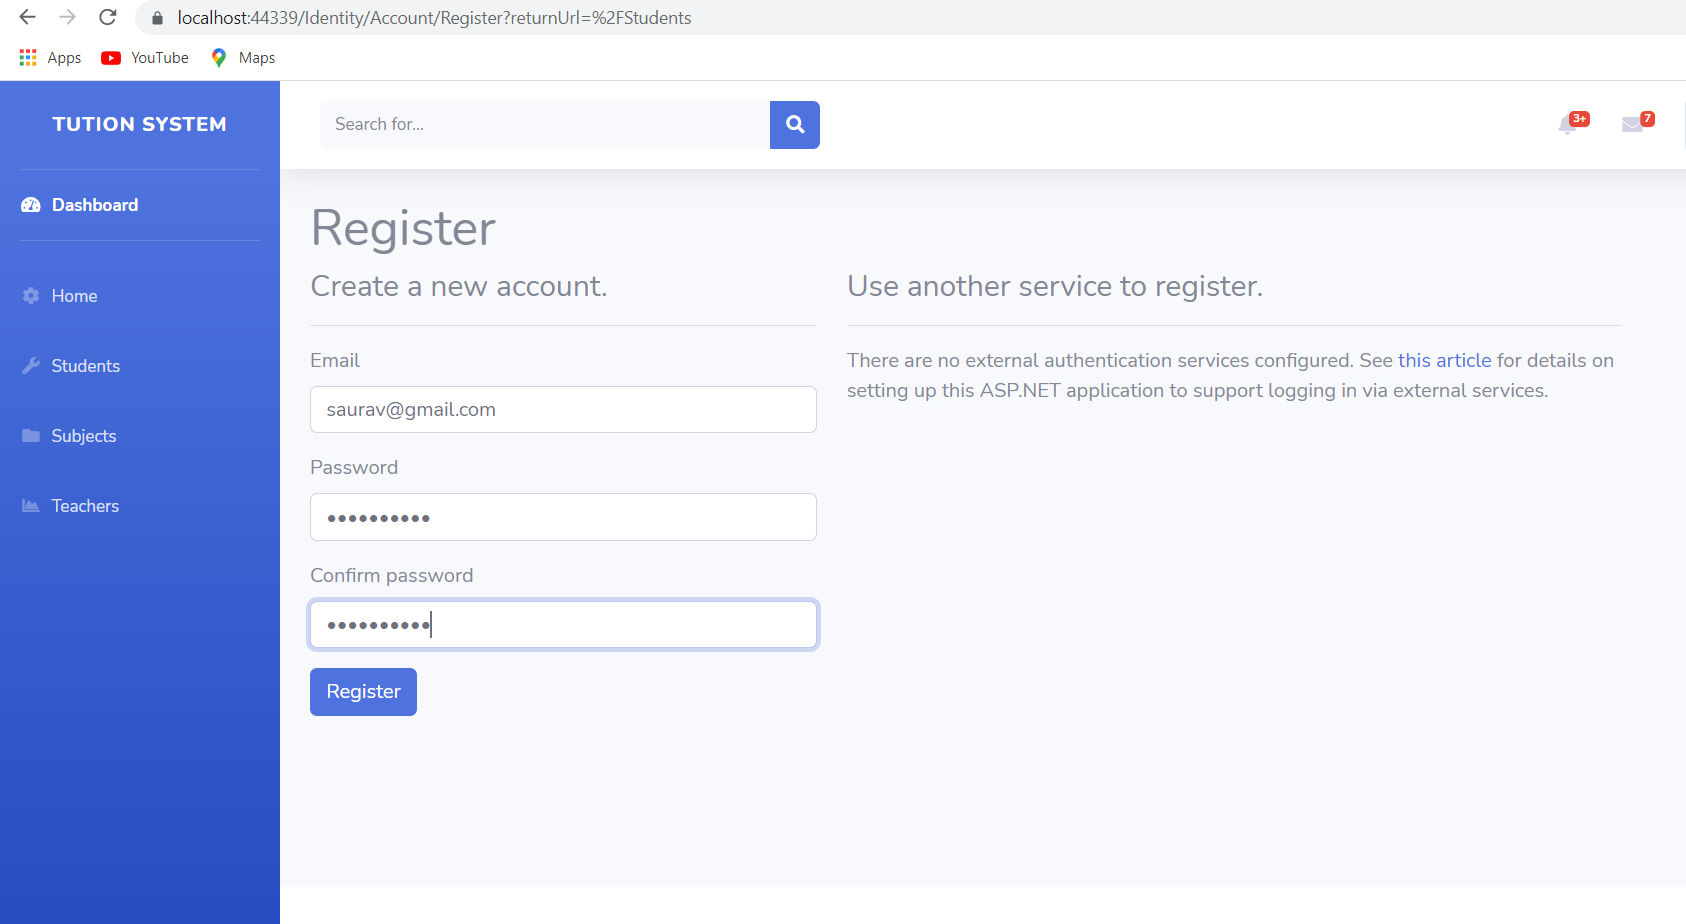 localhost:44339/Identity/Account/Register?returnUrl=%2FStudents
Apps YouTube Maps
TUTION SYSTEM
Search for...
3+ 7
Dashboard
Home
Students
Subjects
Teachers
Register
Create a new account.
Email
saurav@gmail.com
Password
••••••••••
Confirm password
••••••••••
Register
Use another service to register.
There are no external authentication services configured. See this article for details on
setting up this ASP.NET application to support logging in via external services.